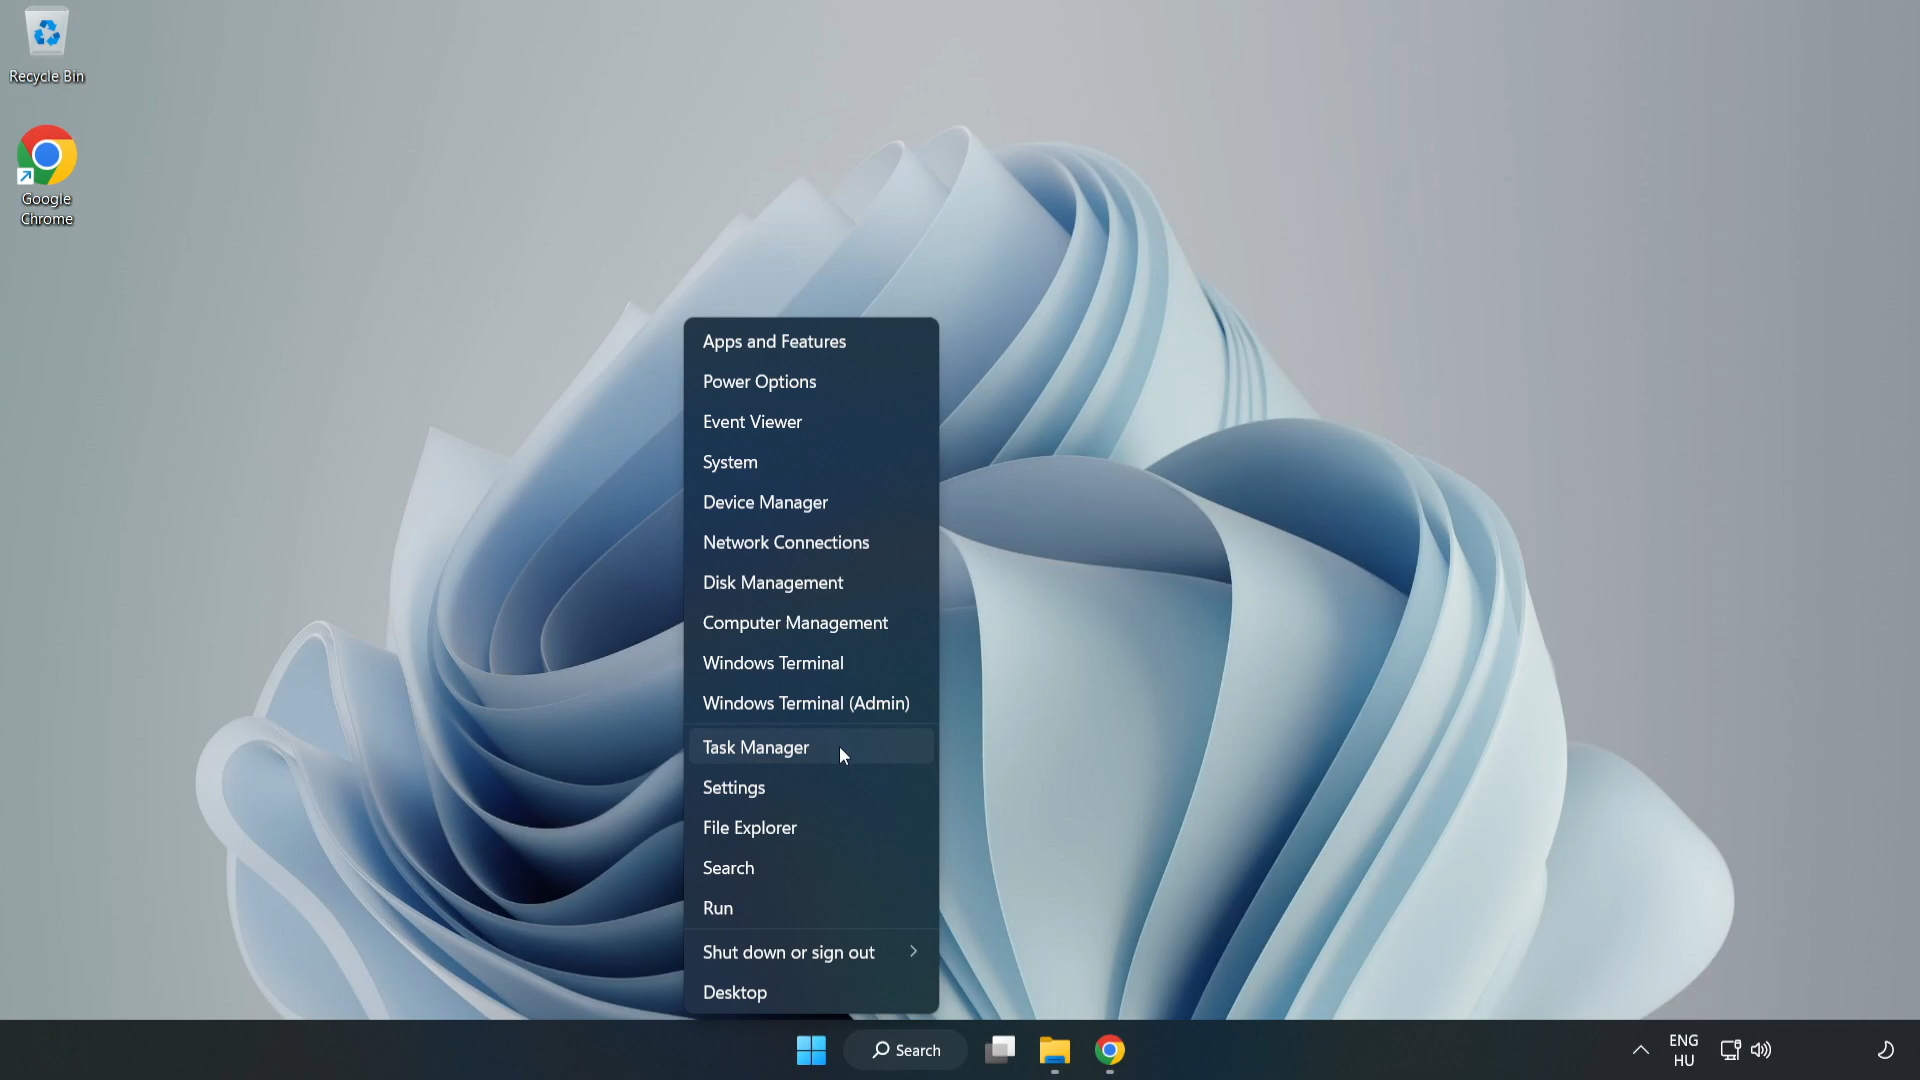 Recycle Bin
Google
Chrome
Apps and Features
Power Options
Event Viewer
System
Device Manager
Network Connections
Disk Management
Computer Management
Windows Terminal
Windows Terminal (Admin)
Task Manager
Settings
File Explorer
Search
Run
Shut down or sign out
Desktop
Search
ENG
HU